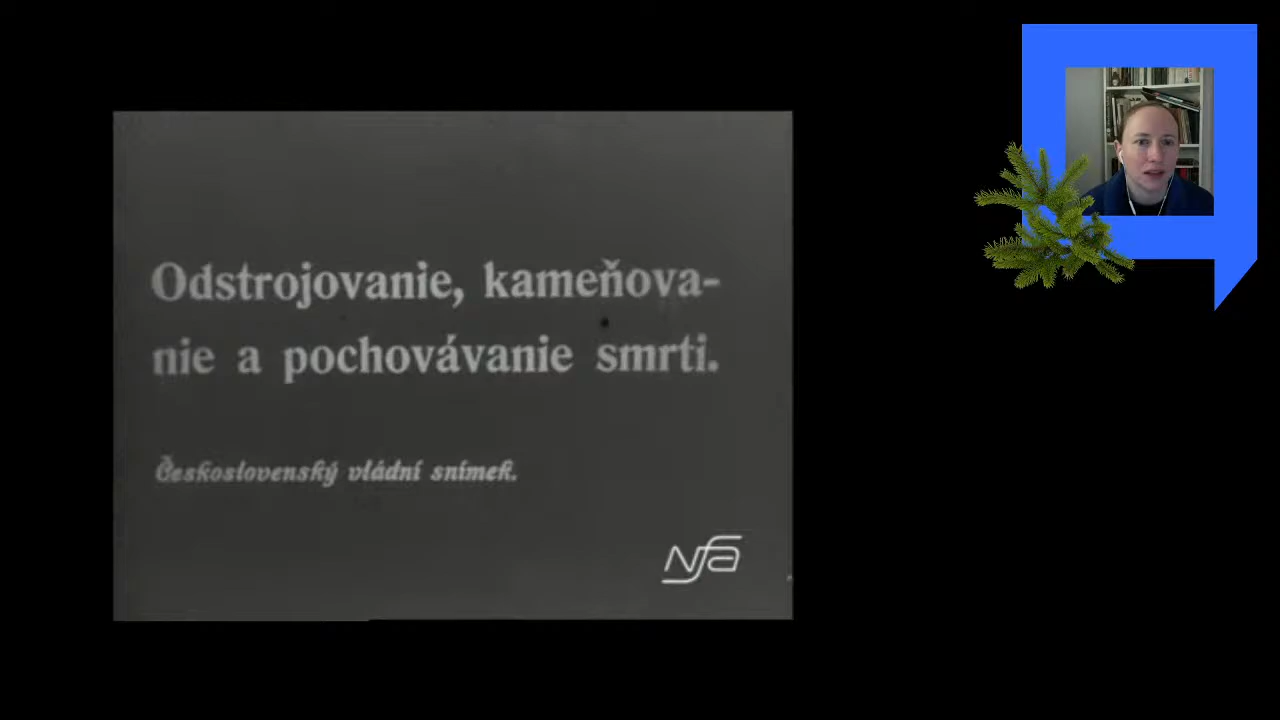 Odstrojovanie, kameňova-
nie a pochovávanie smrti.
Československý vládní snímek.
Nfa